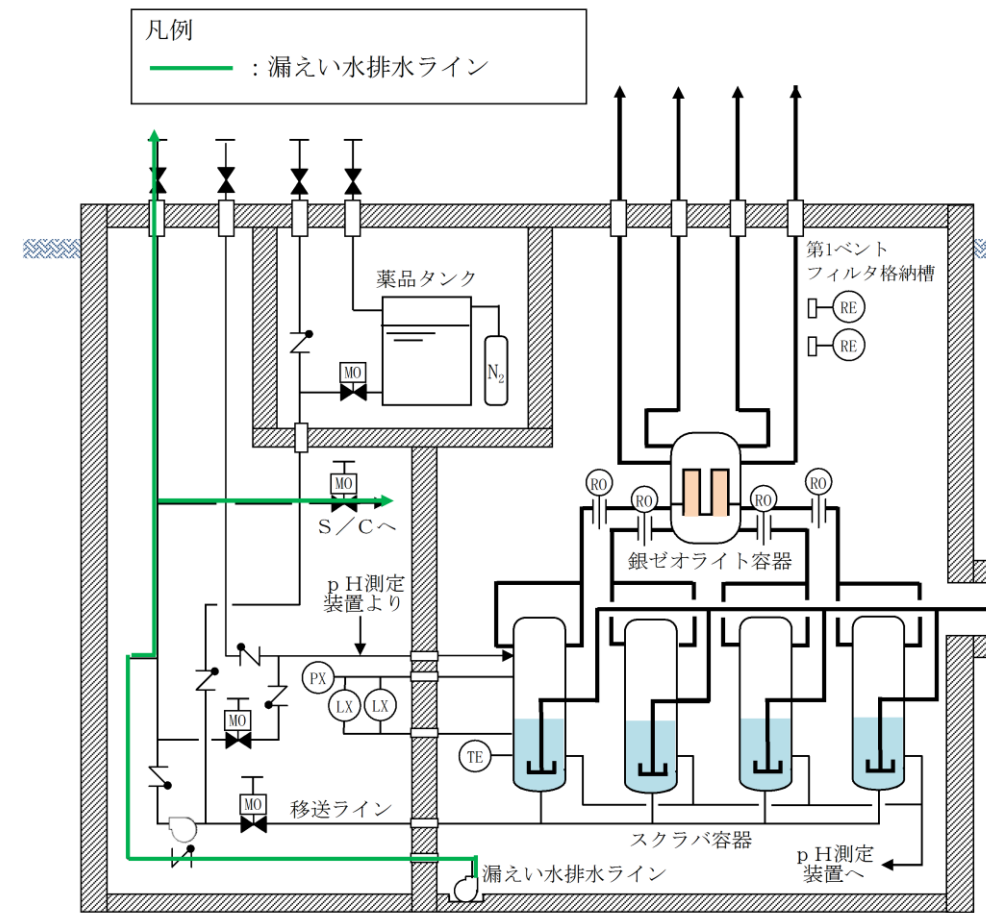 凡例
：漏えい水排水ライン
第1ベント
フィルタ格納槽
RE
RE
薬品タンク
MO
N₂
MO
S／Cへ
RO
RO
RO
RO
銀ゼオライト容器
ｐH測定
装置より
PX
LX
LX
MO
TE
MO
移送ライン
スクラバ容器
ｐH測定
装置へ
漏えい水排水ライン